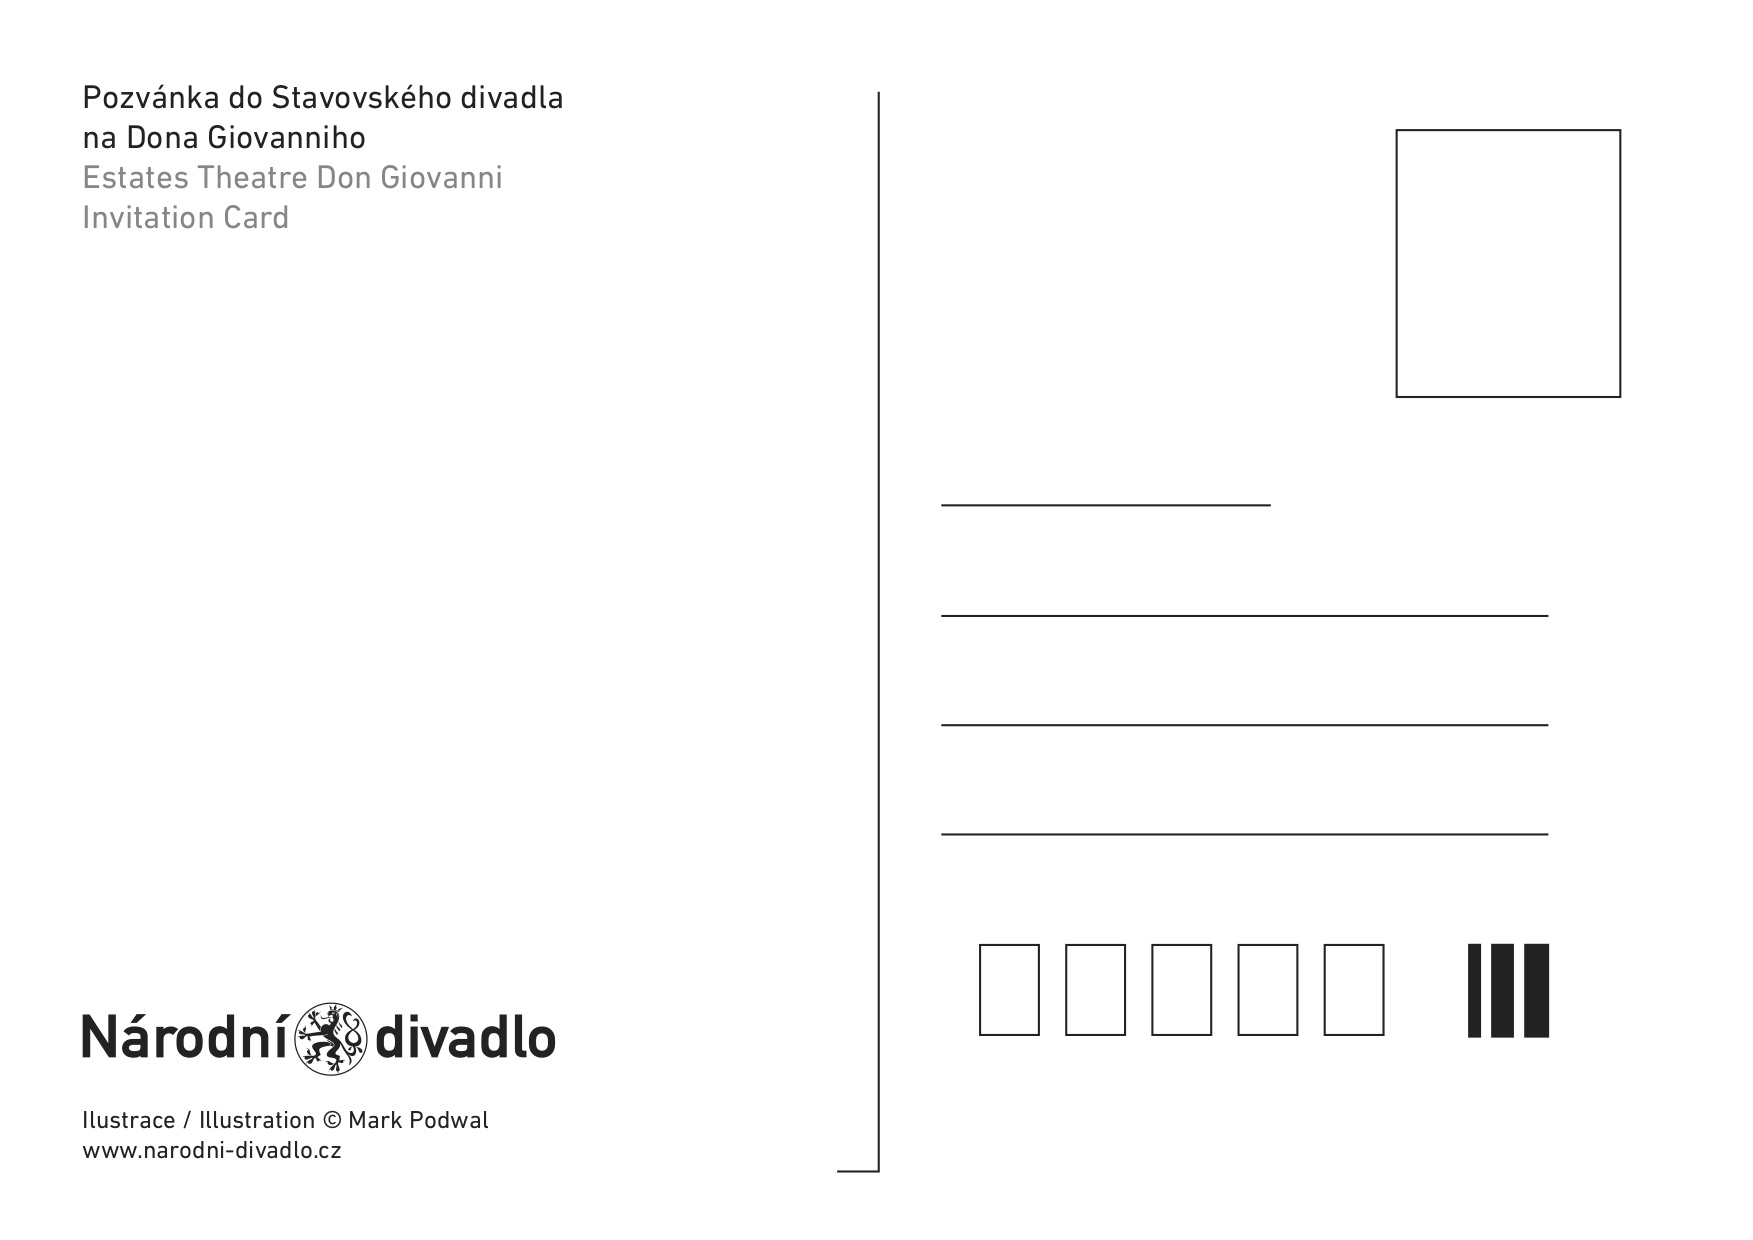 Pozvánka do Stavovského divadla
na Dona Giovanniho
Estates Theatre Don Giovanni
Invitation Card
Národní divadlo
Ilustrace / Illustration © Mark Podwal
www.narodni-divadlo.cz